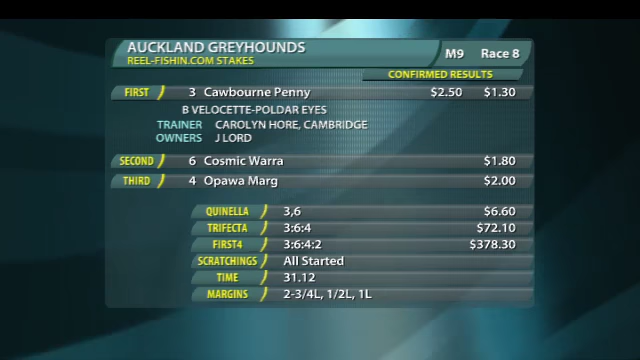 AUCKLAND GREYHOUNDS M9 Race 8
REEL-FISHIN.COM STAKES
CONFIRMED RESULTS
FIRST 3 Cawbourne Penny $2.50 $1.30
B VELOCETTE-POLDAR EYES
TRAINER CAROLYN HORE, CAMBRIDGE
OWNERS J LORD
SECOND 6 Cosmic Warra $1.80
THIRD 4 Opawa Marg $2.00
QUINELLA 3,6 $6.60
TRIFECTA 3:6:4 $72.10
FIRST4 3:6:4:2 $378.30
SCRATCHINGS All Started
TIME 31.12
MARGINS 2-3/4L, 1/2L, 1L